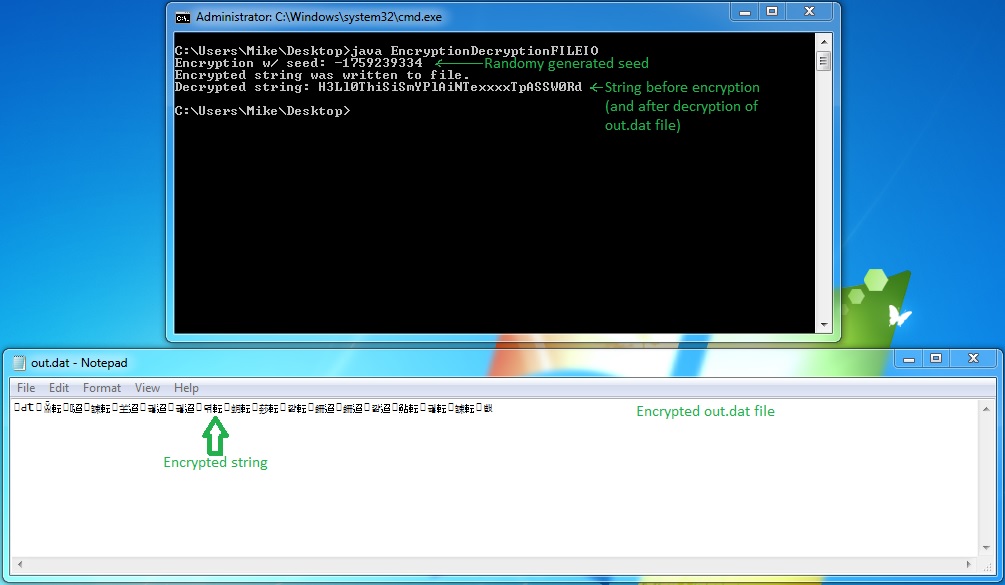 Administrator: C:\Windows\system32\cmd.exe
C:\Users\Mike\Desktop>java EncryptionDecryptionFILEIO
Encryption w/ seed: -1759239334 Randomy generated seed
Encrypted string was written to file.
Decrypted string: H3Ll0ThiSiSmYPlAiNTexxxxTpASSW0Rd String before encryption
(and after decryption of
C:\Users\Mike\Desktop>
out.dat file)
out.dat - Notepad
File Edit Format View Help
Encrypted out.dat file
Encrypted string